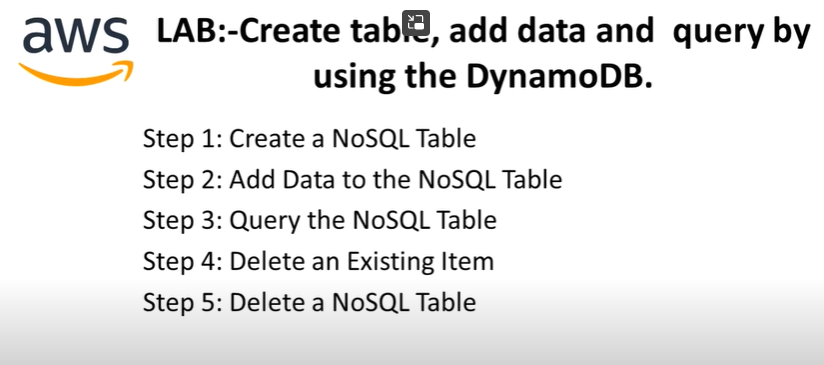 aws
LAB:-Create table, add data and query by
using the DynamoDB.
Step 1: Create a NoSQL Table
Step 2: Add Data to the NoSQL Table
Step 3: Query the NoSQL Table
Step 4: Delete an Existing Item
Step 5: Delete a NoSQL Table